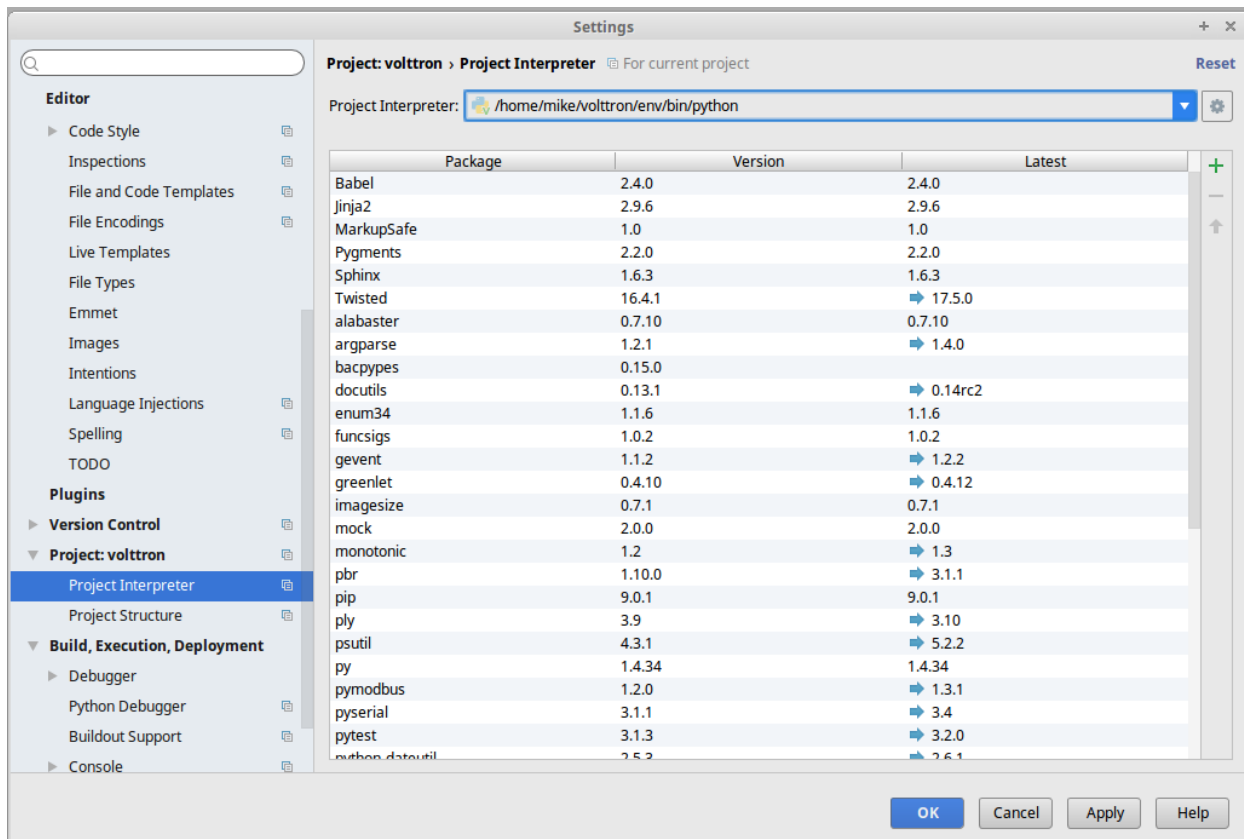 Settings
Project: volttron › Project Interpreter For current project Reset
Editor
Code Style
Inspections
File and Code Templates
File Encodings
Live Templates
File Types
Emmet
Images
Intentions
Language Injections
Spelling
TODO
Plugins
Version Control
Project: volttron
Project Interpreter
Project Structure
Build, Execution, Deployment
Debugger
Python Debugger
Buildout Support
Console
Project Interpreter: /home/mike/volttron/env/bin/python
Package Version Latest
Babel 2.4.0 2.4.0
Jinja2 2.9.6 2.9.6
MarkupSafe 1.0 1.0
Pygments 2.2.0 2.2.0
Sphinx 1.6.3 1.6.3
Twisted 16.4.1 17.5.0
alabaster 0.7.10 0.7.10
argparse 1.2.1 1.4.0
bacpypes 0.15.0
docutils 0.13.1 0.14rc2
enum34 1.1.6 1.1.6
funcsigs 1.0.2 1.0.2
gevent 1.1.2 1.2.2
greenlet 0.4.10 0.4.12
imagesize 0.7.1 0.7.1
mock 2.0.0 2.0.0
monotonic 1.2 1.3
pbr 1.10.0 3.1.1
pip 9.0.1 9.0.1
ply 3.9 3.10
psutil 4.3.1 5.2.2
py 1.4.34 1.4.34
pymodbus 1.2.0 1.3.1
pyserial 3.1.1 3.4
pytest 3.1.3 3.2.0
python-dateutil 2.5.3 2.6.1
OK Cancel Apply Help